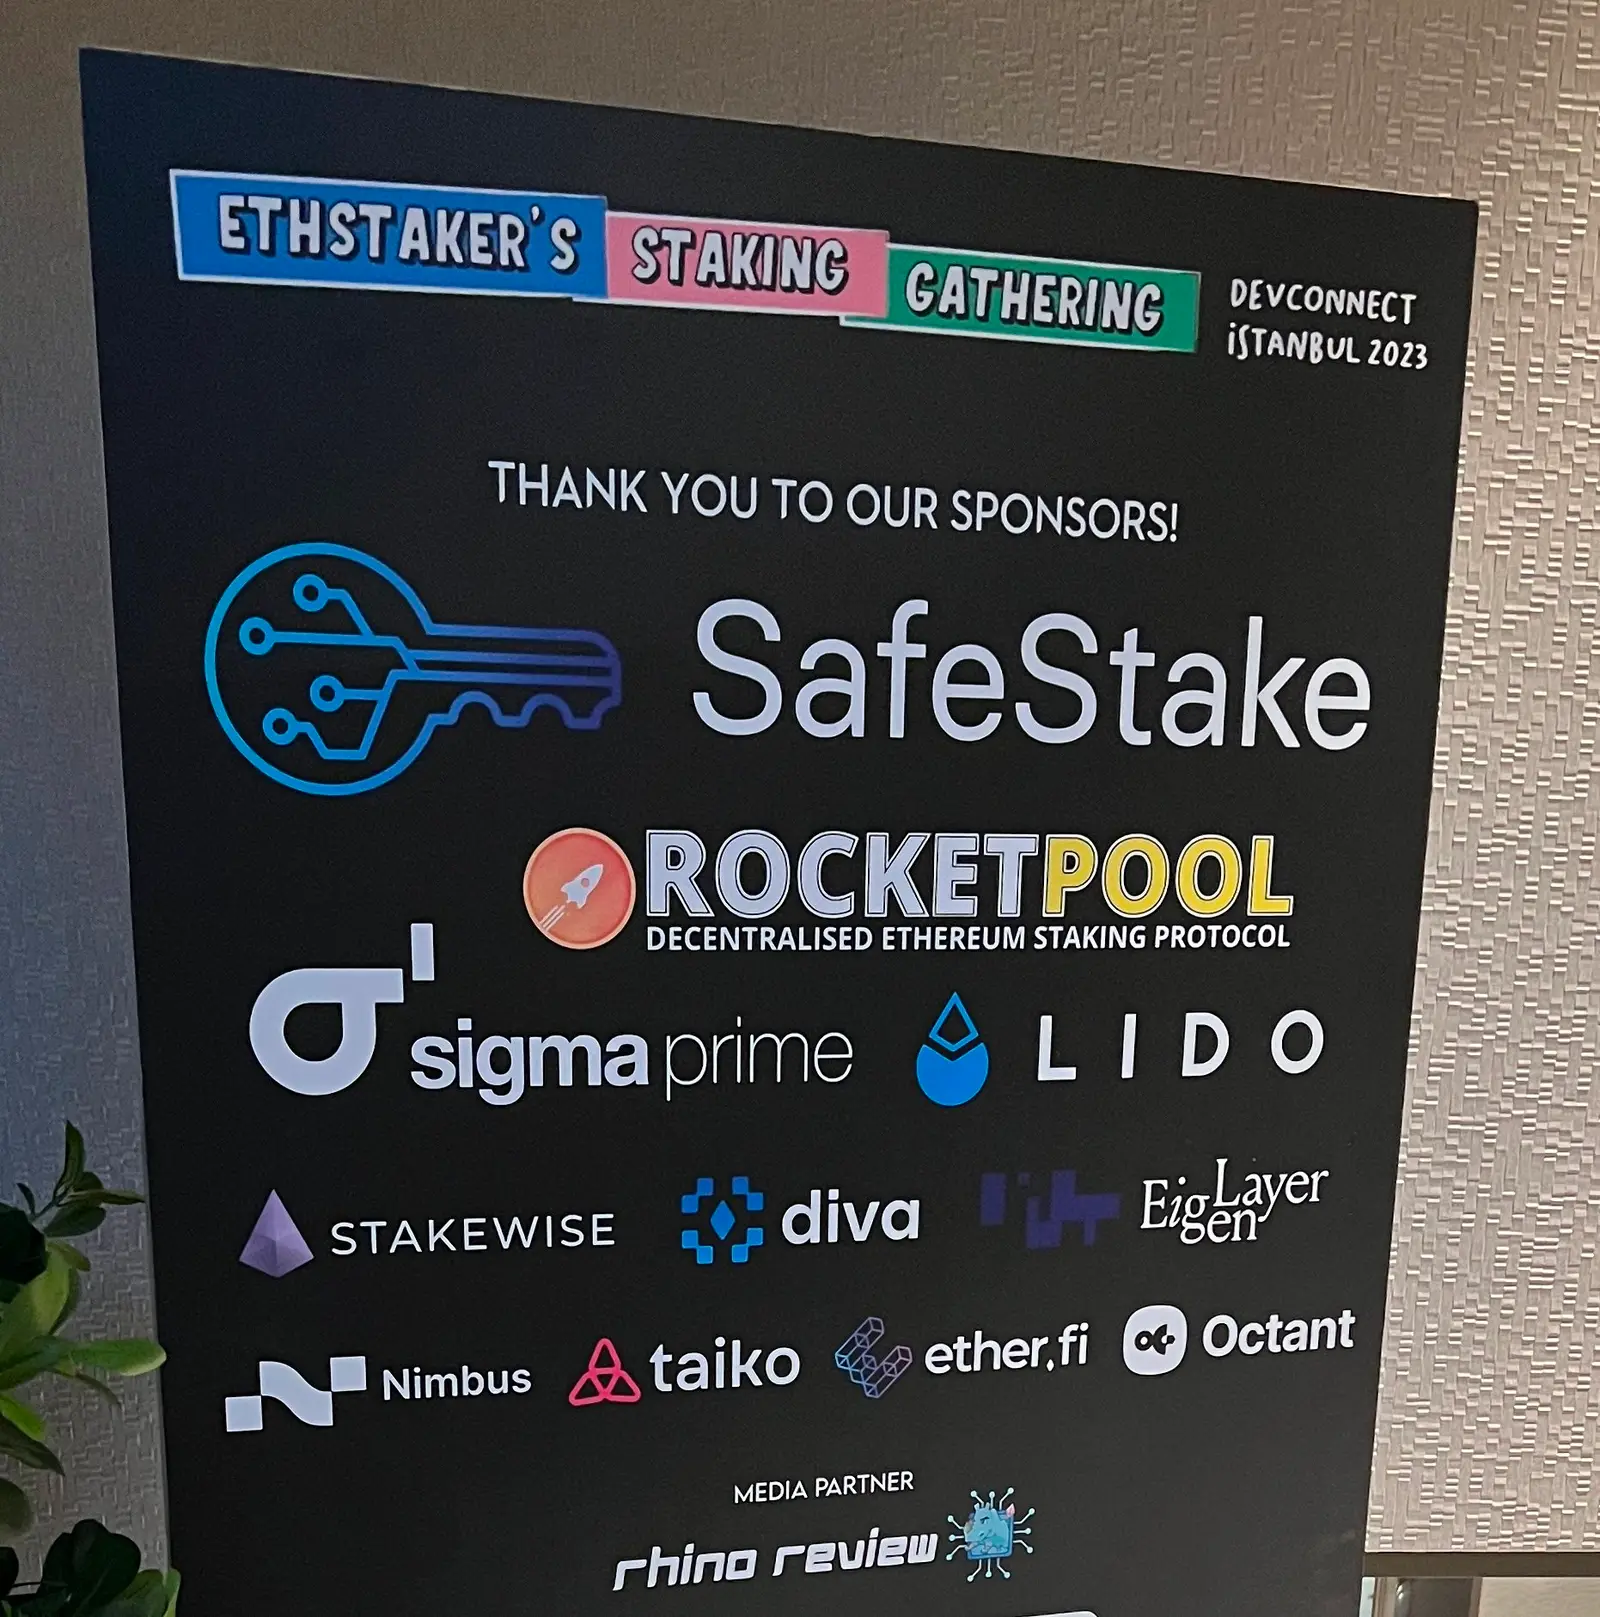 ETHSTAKER'S STAKING GATHERING
DEVCONNECT
iSTANBUL 2023
THANK YOU TO OUR SPONSORS!
SafeStake
ROCKETPOOL
DECENTRALISED ETHEREUM STAKING PROTOCOL
sigma prime
LIDO
STAKEWISE
diva
EigenLayer
Nimbus
taiko
ether.fi
Octant
MEDIA PARTNER
rhino review